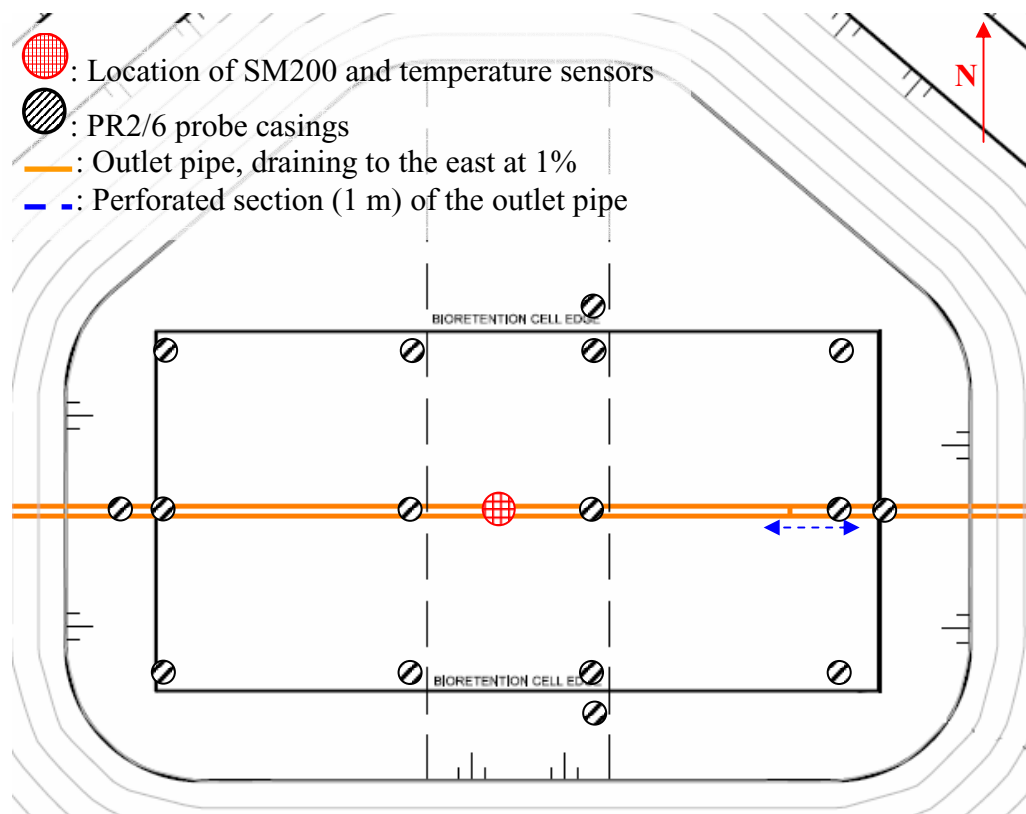 : Location of SM200 and temperature sensors
N
: PR2/6 probe casings
: Outlet pipe, draining to the east at 1%
: Perforated section (1 m) of the outlet pipe
BIORETENTION CELL EDGE
BIORETENTION CELL EDGE